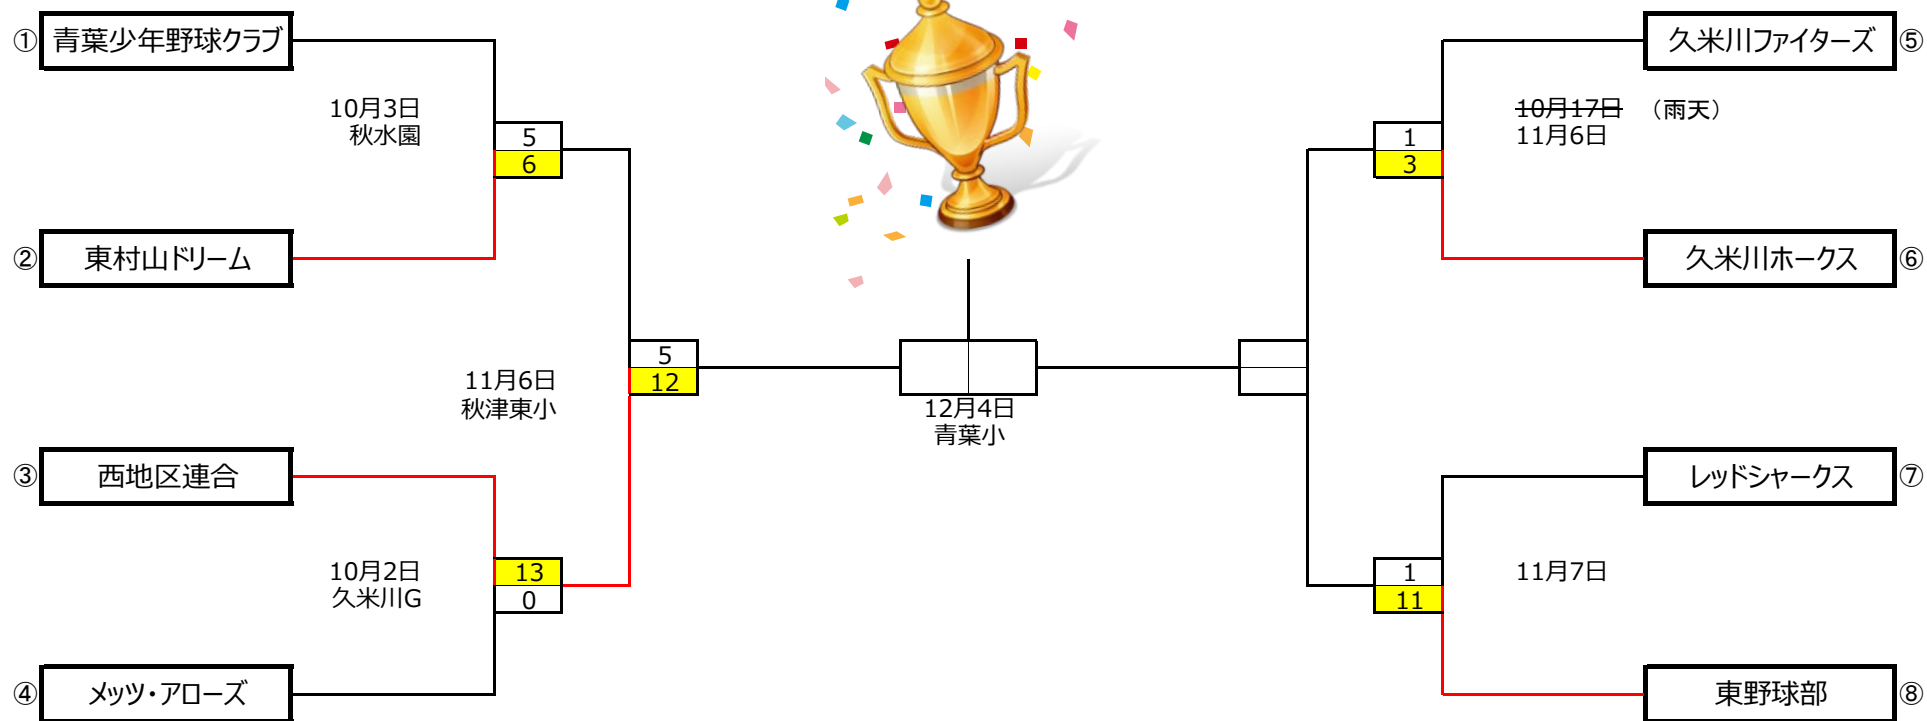 ① 青葉少年野球クラブ
10月3日
秋水園
5
6
② 東村山ドリーム
5
12
11月6日
秋津東小
③ 西地区連合
10月2日
久米川G
13
0
④ メッツ・アローズ
12月4日
青葉小
久米川ファイターズ ⑤
10月17日 （雨天）
11月6日
1
3
久米川ホークス ⑥
レッドシャークス ⑦
1
11
11月7日
東野球部 ⑧